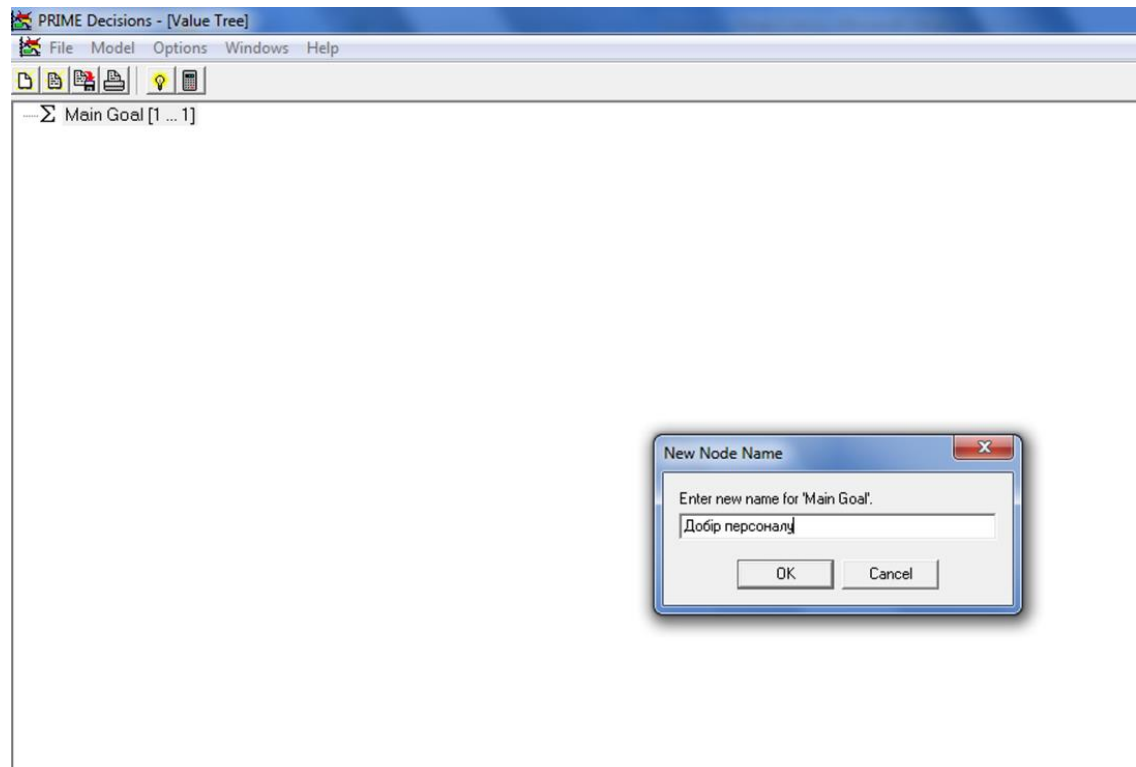 PRIME Decisions - [Value Tree]
File Model Options Windows Help
Σ Main Goal [1 ... 1]
New Node Name
Enter new name for 'Main Goal'.
Добір персоналу
OK Cancel